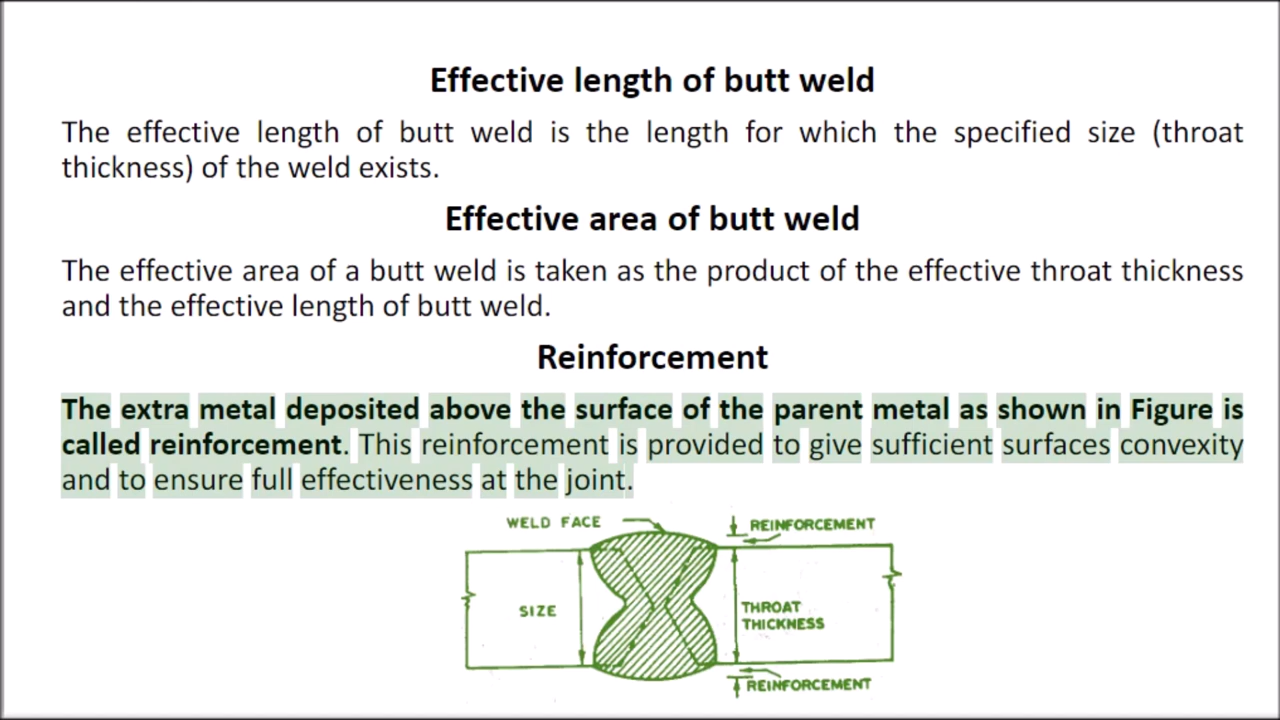 Effective length of butt weld
The effective length of butt weld is the length for which the specified size (throat
thickness) of the weld exists.
Effective area of butt weld
The effective area of a butt weld is taken as the product of the effective throat thickness
and the effective length of butt weld.
Reinforcement
The extra metal deposited above the surface of the parent metal as shown in Figure is
called reinforcement. This reinforcement is provided to give sufficient surfaces convexity
and to ensure full effectiveness at the joint.
WELD FACE
REINFORCEMENT
SIZE
THROAT
THICKNESS
REINFORCEMENT